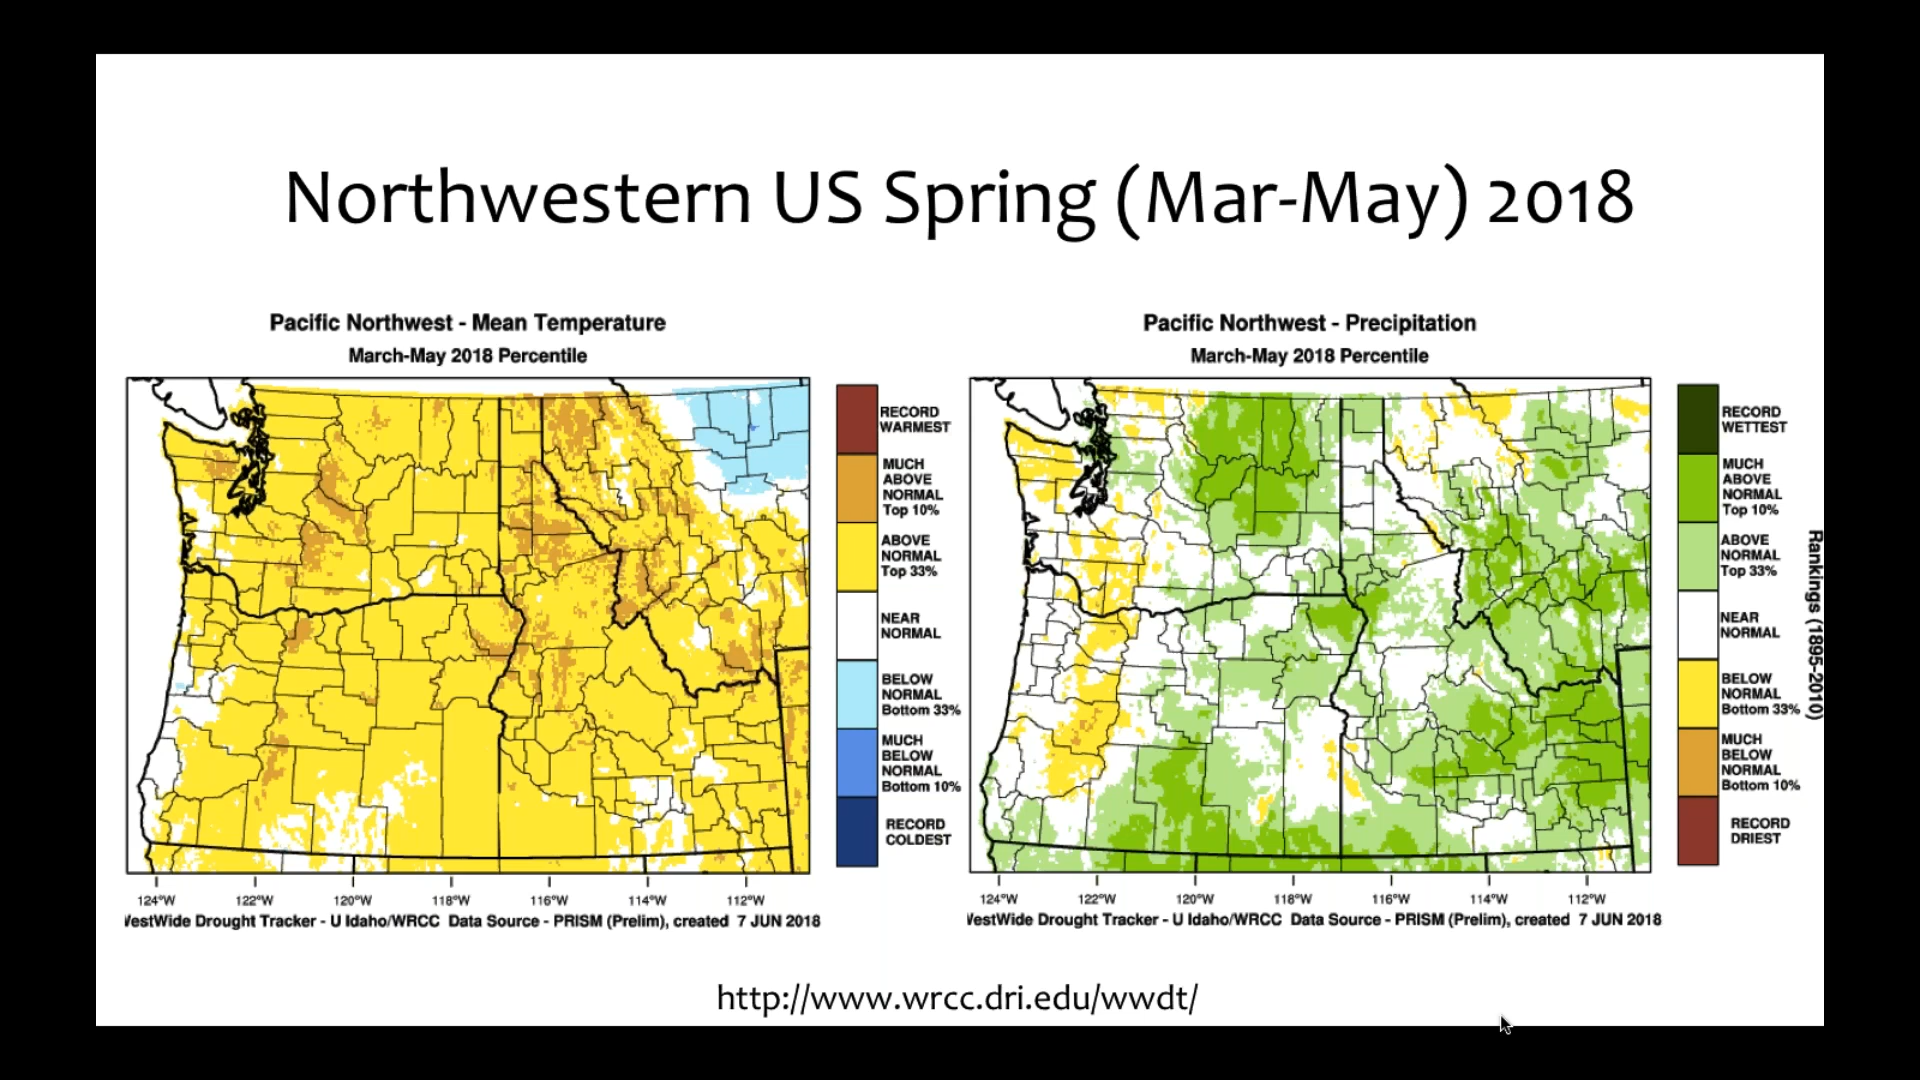 Northwestern US Spring (Mar-May) 2018
Pacific Northwest - Mean Temperature
March-May 2018 Percentile
RECORD
WARMEST
MUCH
ABOVE
NORMAL
Top 10%
ABOVE
NORMAL
Top 33%
NEAR
NORMAL
BELOW
NORMAL
Bottom 33%
MUCH
BELOW
NORMAL
Bottom 10%
RECORD
COLDEST
124°W 122°W 120°W 118°W 116°W 114°W 112°W
WestWide Drought Tracker - U Idaho/WRCC Data Source - PRISM (Prelim), created 7 JUN 2018
Pacific Northwest - Precipitation
March-May 2018 Percentile
RECORD
WETTEST
MUCH
ABOVE
NORMAL
Top 10%
ABOVE
NORMAL
Top 33%
NEAR
NORMAL
BELOW
NORMAL
Bottom 33%
MUCH
BELOW
NORMAL
Bottom 10%
RECORD
DRIEST
Rankings (1895-2010)
124°W 122°W 120°W 118°W 116°W 114°W 112°W
WestWide Drought Tracker - U Idaho/WRCC Data Source - PRISM (Prelim), created 7 JUN 2018
http://www.wrcc.dri.edu/wwdt/